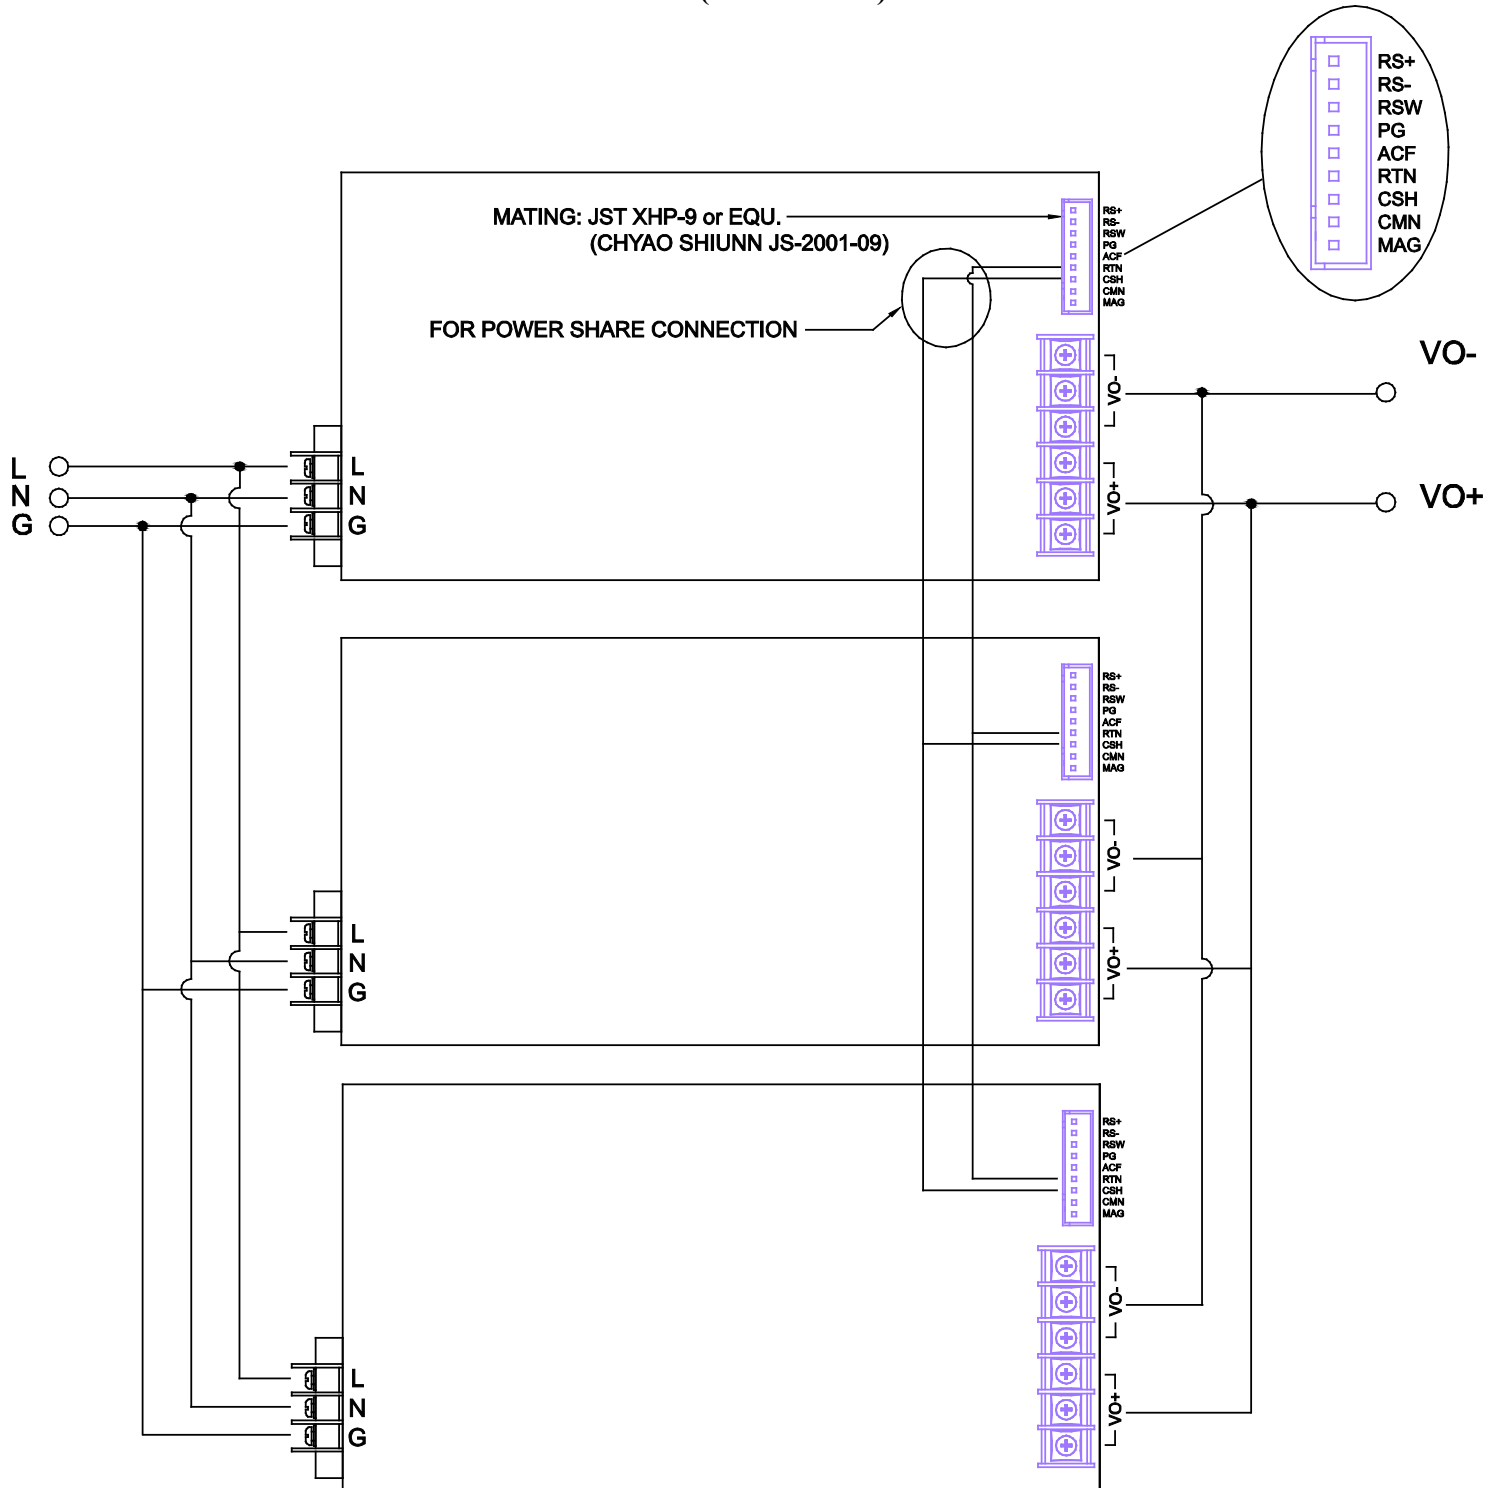 RS+
RS-
RSW
PG
ACF
RTN
CSH
CMN
MAG
MATING: JST XHP-9 or EQU.
(CHYAO SHIUNN JS-2001-09)
FOR POWER SHARE CONNECTION
RS+
RS-
RSW
PG
ACF
RTN
CSH
CMN
MAG
VO-
VO+
VO-
VO+
L
N
G
L
N
G
RS+
RS-
RSW
PG
ACF
RTN
CSH
CMN
MAG
VO-
VO+
L
N
G
RS+
RS-
RSW
PG
ACF
RTN
CSH
CMN
MAG
VO-
VO+
L
N
G